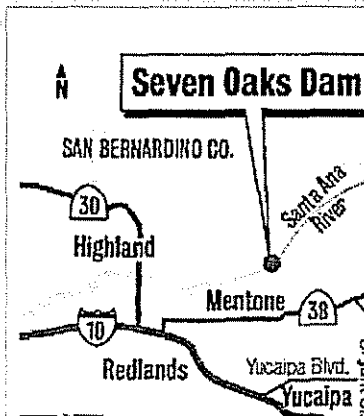 N
Seven Oaks Dam
SAN BERNARDINO CO.
Santa Ana
River
30
Highland
Mentone
38
10
Redlands
Yucaipa Blvd.
Yucaipa